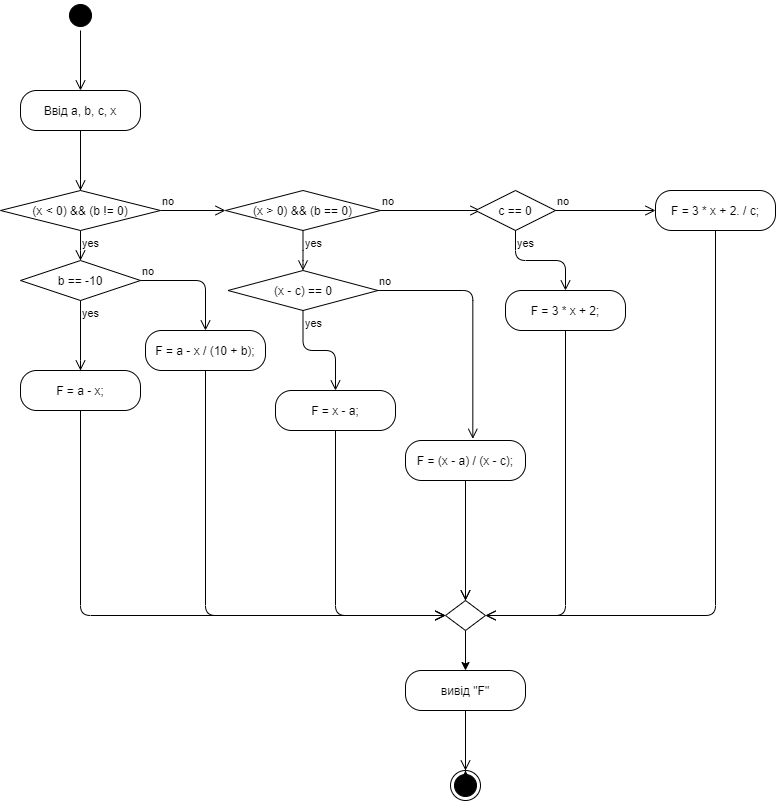 Ввід a, b, c, x
(x < 0) && (b != 0)
no
(x > 0) && (b == 0)
no
c == 0
no
F = 3 * x + 2. / c;
yes
yes
yes
b == -10
no
(x - c) == 0
no
F = 3 * x + 2;
yes
yes
F = a - x / (10 + b);
F = a - x;
F = x - a;
F = (x - a) / (x - c);
вивід "F"